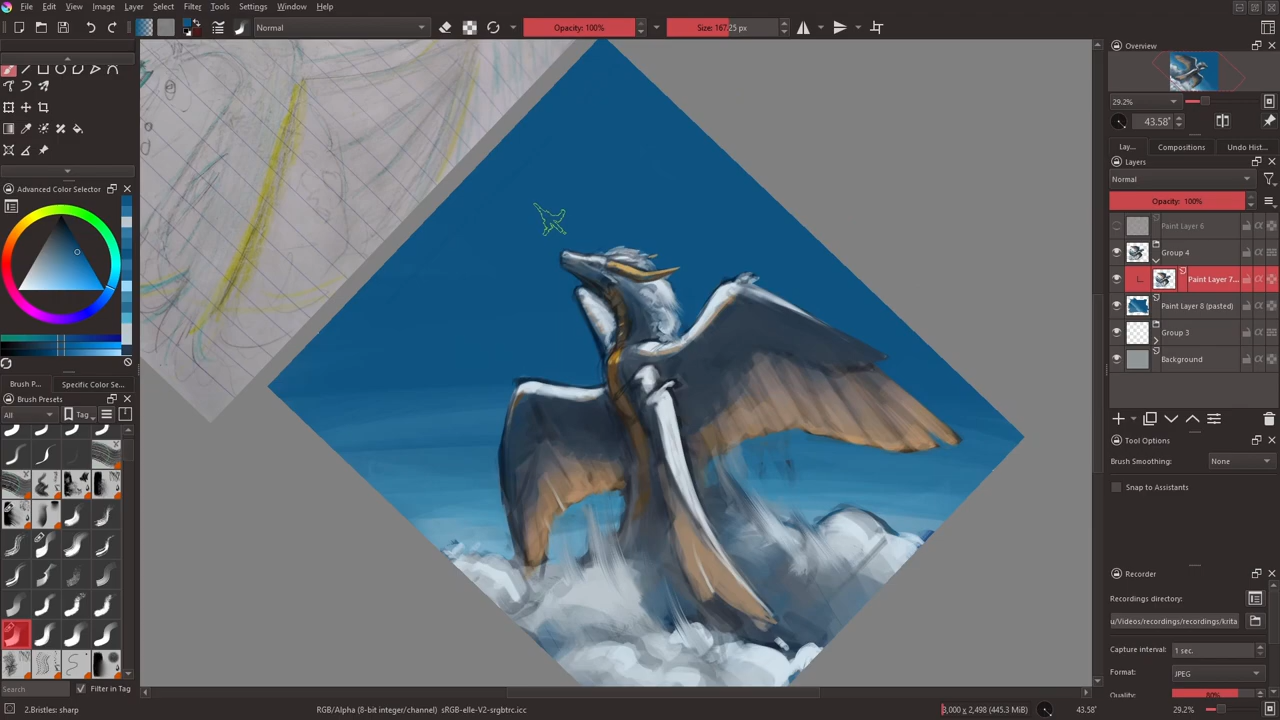 File Edit View Image Layer Select Filter Tools Settings Window Help
Normal
Opacity: 100%
Size: 167.25 px
Advanced Color Selector
Brush P...
Specific Color Se...
Brush Presets
All
Tag
Search
Filter in Tag
2.Bristles: sharp
RGB/Alpha (8-bit integer/channel) sRGB-elle-V2-srgbtrc.icc
3,000 x 2,498 (445.3 MiB)
43.58°
29.2%
Overview
29.2%
43.58°
Lay...
Compositions
Undo Hist...
Layers
Normal
Opacity: 100%
Paint Layer 6
Group 4
Paint Layer 7...
Paint Layer 8 (pasted)
Group 3
Background
Tool Options
Brush Smoothing:
None
Snap to Assistants
Recorder
Recordings directory:
u/Videos/recordings/recordings/krita
Capture interval:
1 sec.
Format:
JPEG
Quality:
80%